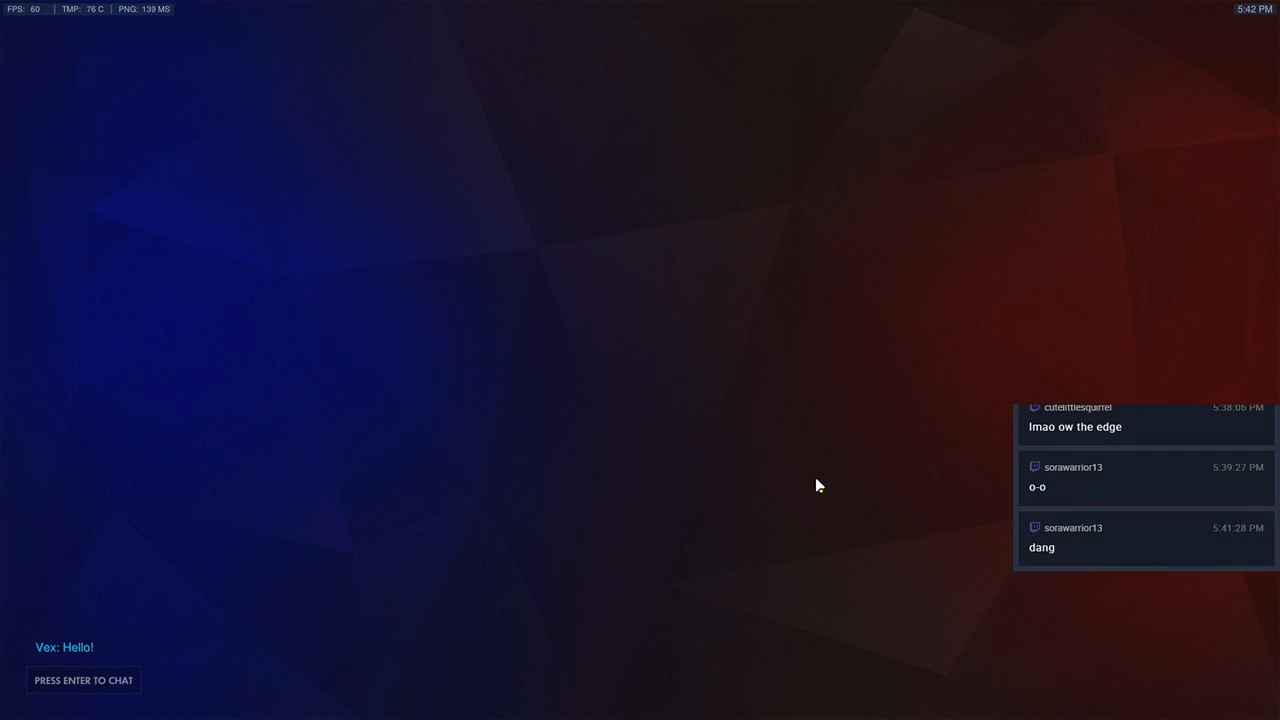 FPS: 60 | TMP: 76 C | PNG: 139 MS
5:42 PM
cutelittlesquirrel 5:38:06 PM
lmao ow the edge
sorawarrior13 5:39:27 PM
o-o
sorawarrior13 5:41:28 PM
dang
Vex: Hello!
PRESS ENTER TO CHAT